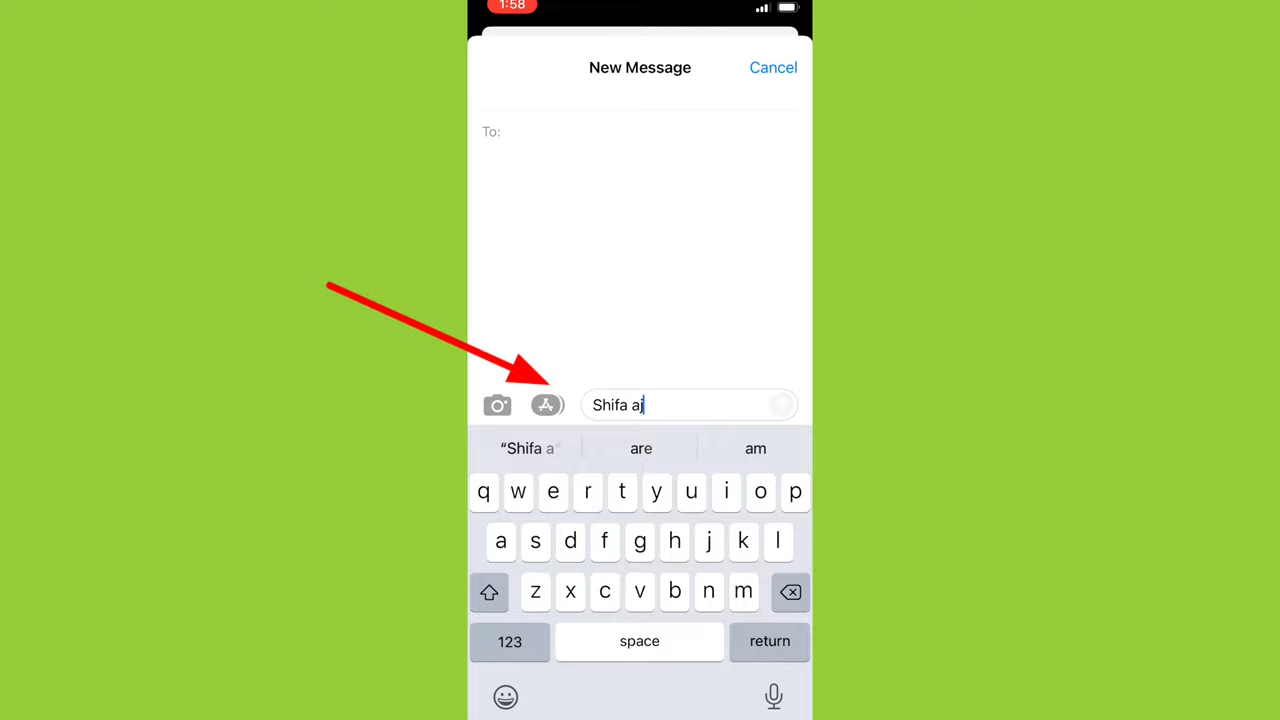 1:58
New Message
Cancel
To:
Shifa aj
“Shifa a”
are
am
q w e r t y u i o p
a s d f g h j k l
z x c v b n m
123
space
return